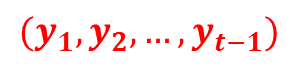 (y₁, y₂, ..., yₜ₋₁)